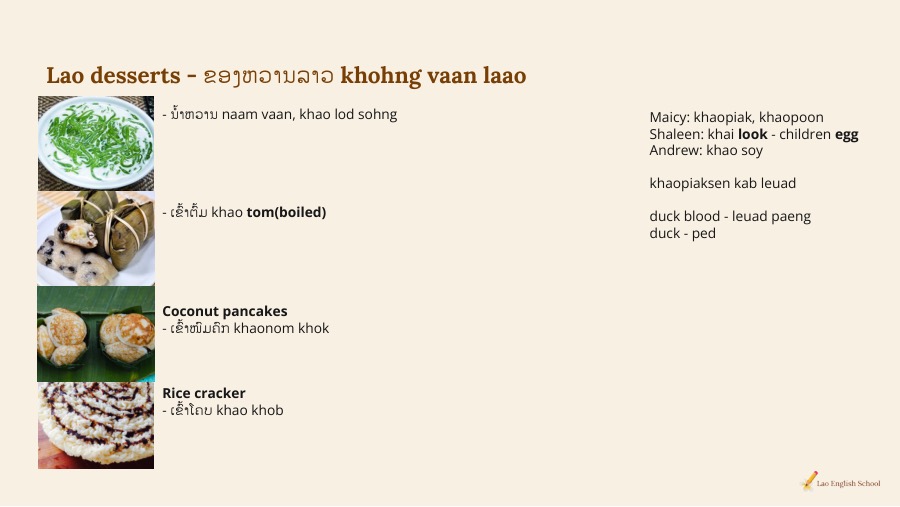 Lao desserts - ຂອງຫວານລາວ khohng vaan laao
- ນ້ຳຫວານ naam vaan, khao lod sohng
- ເຂົ້າຕົ້ມ khao tom(boiled)
Coconut pancakes
- ເຂົ້າໜົມຄົກ khaonom khok
Rice cracker
- ເຂົ້າໂຄບ khao khob
Maicy: khaopiak, khaopoon
Shaleen: khai look - children egg
Andrew: khao soy
khaopiaksen kab leuad
duck blood - leuad paeng
duck - ped
Lao English School